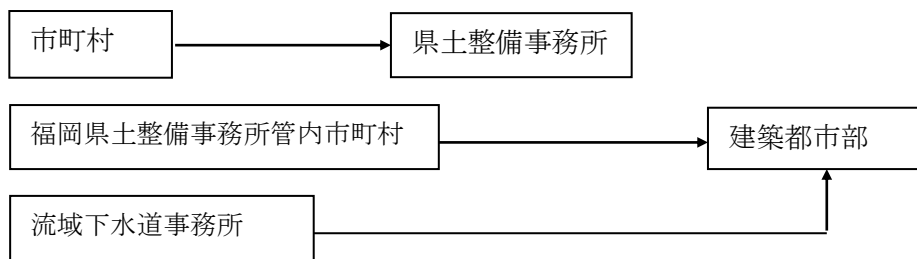 市町村
県土整備事務所
福岡県土整備事務所管内市町村
建築都市部
流域下水道事務所